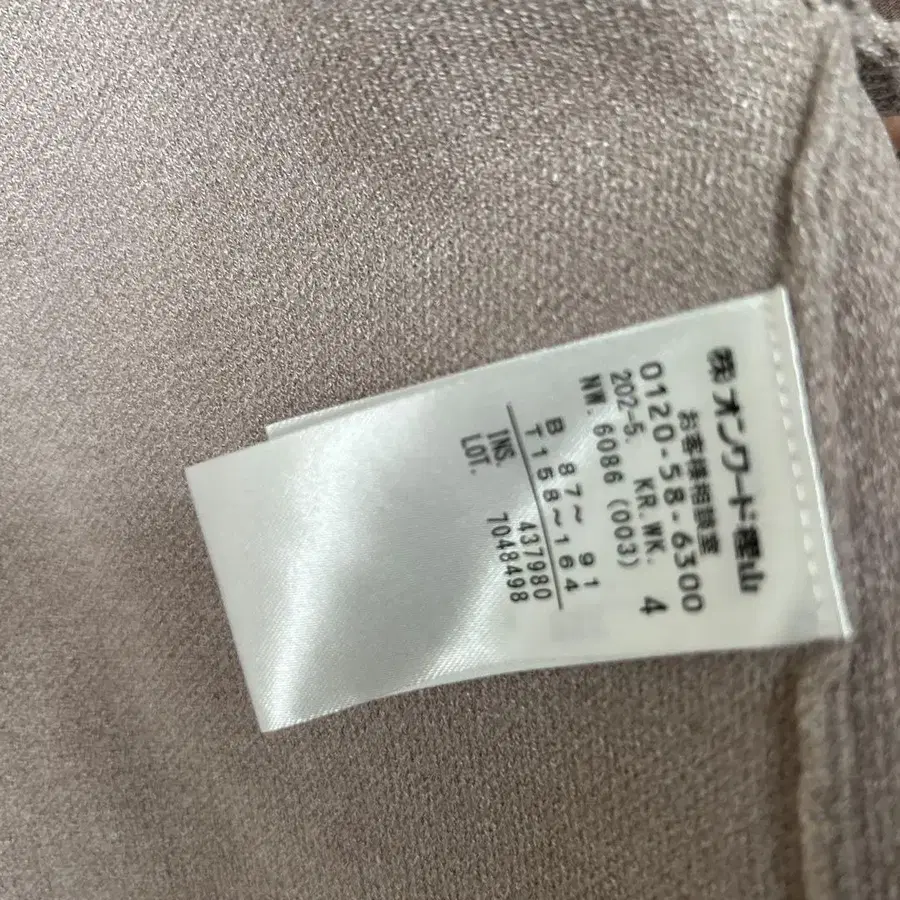 ㈱オンワード樫山
お客様相談室
0120-58-6300
202-5. KR.WK. 4
NW.6086 (003)
B 87~ 91
T 158~164
INS. 437980
LOT. 7048498